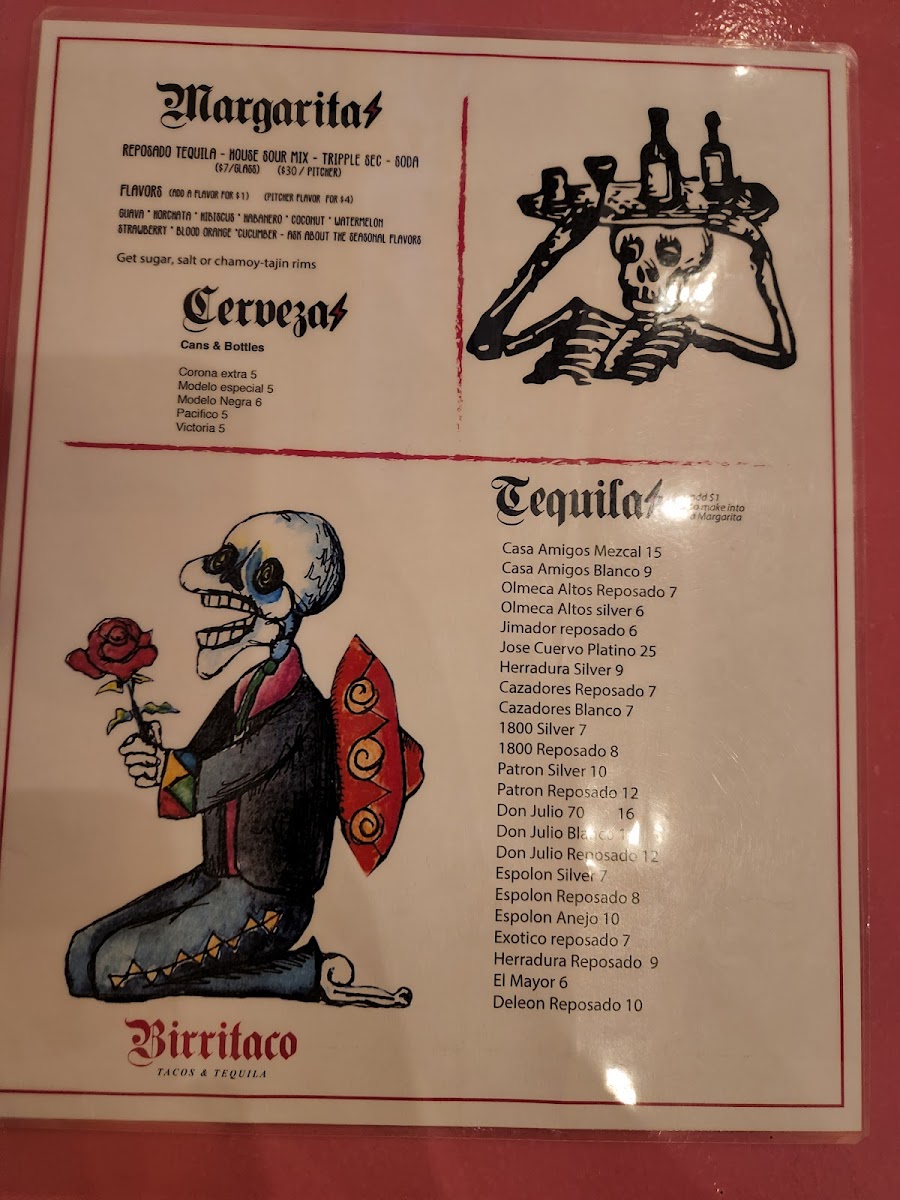 Margaritas
REPOSADO TEQUILA - HOUSE SOUR MIX - TRIPPLE SEC - SODA
($7/GLASS) ($30 / PITCHER)
FLAVORS (ADD A FLAVOR FOR $1) (PITCHER FLAVOR FOR $4)
GUAVA * HORCHATA * HIBISCUS * HABANERO * COCONUT * WATERMELON
STRAWBERRY * BLOOD ORANGE *CUCUMBER - ASK ABOUT THE SEASONAL FLAVORS
Get sugar, salt or chamoy-tajin rims
Cervezas
Cans & Bottles
Corona extra 5
Modelo especial 5
Modelo Negra 6
Pacifico 5
Victoria 5
Tequilas
add $1
to make into
a Margarita
Casa Amigos Mezcal 15
Casa Amigos Blanco 9
Olmeca Altos Reposado 7
Olmeca Altos silver 6
Jimador reposado 6
Jose Cuervo Platino 25
Herradura Silver 9
Cazadores Reposado 7
Cazadores Blanco 7
1800 Silver 7
1800 Reposado 8
Patron Silver 10
Patron Reposado 12
Don Julio 70 16
Don Julio Blanco
Don Julio Reposado 12
Espolon Silver 7
Espolon Reposado 8
Espolon Anejo 10
Exotico reposado 7
Herradura Reposado 9
El Mayor 6
Deleon Reposado 10
Birritaco
TACOS & TEQUILA